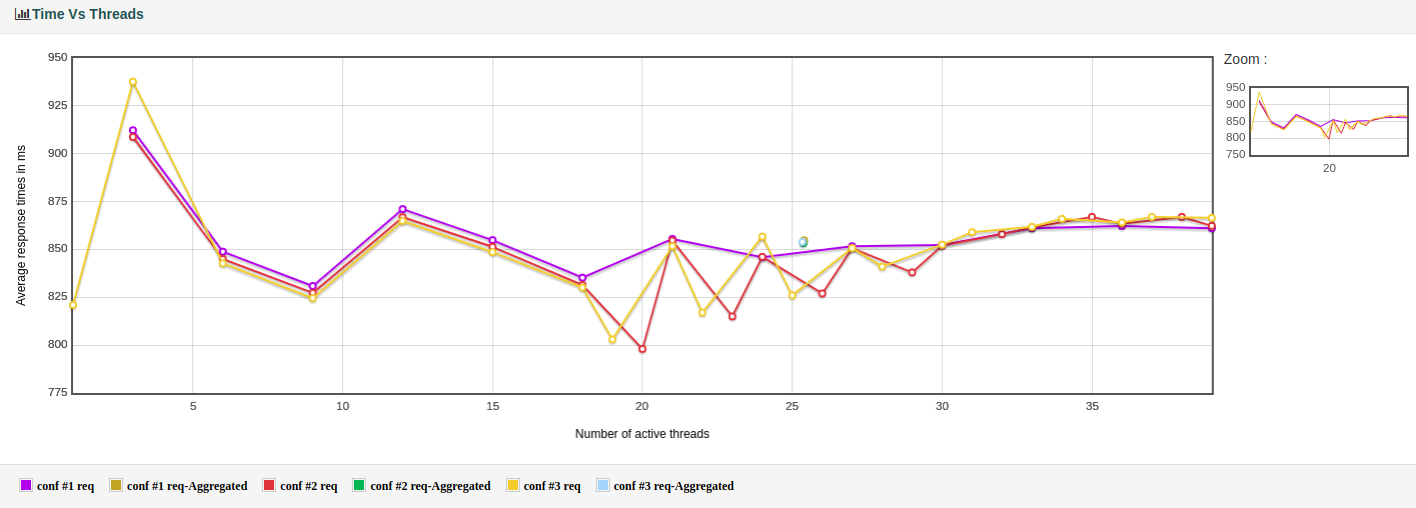 Time Vs Threads
Zoom :
Average response times in ms
950
925
900
875
850
825
800
775
5 10 15 20 25 30 35
Number of active threads
950
900
850
800
750
20
conf #1 req conf #1 req-Aggregated conf #2 req conf #2 req-Aggregated conf #3 req conf #3 req-Aggregated